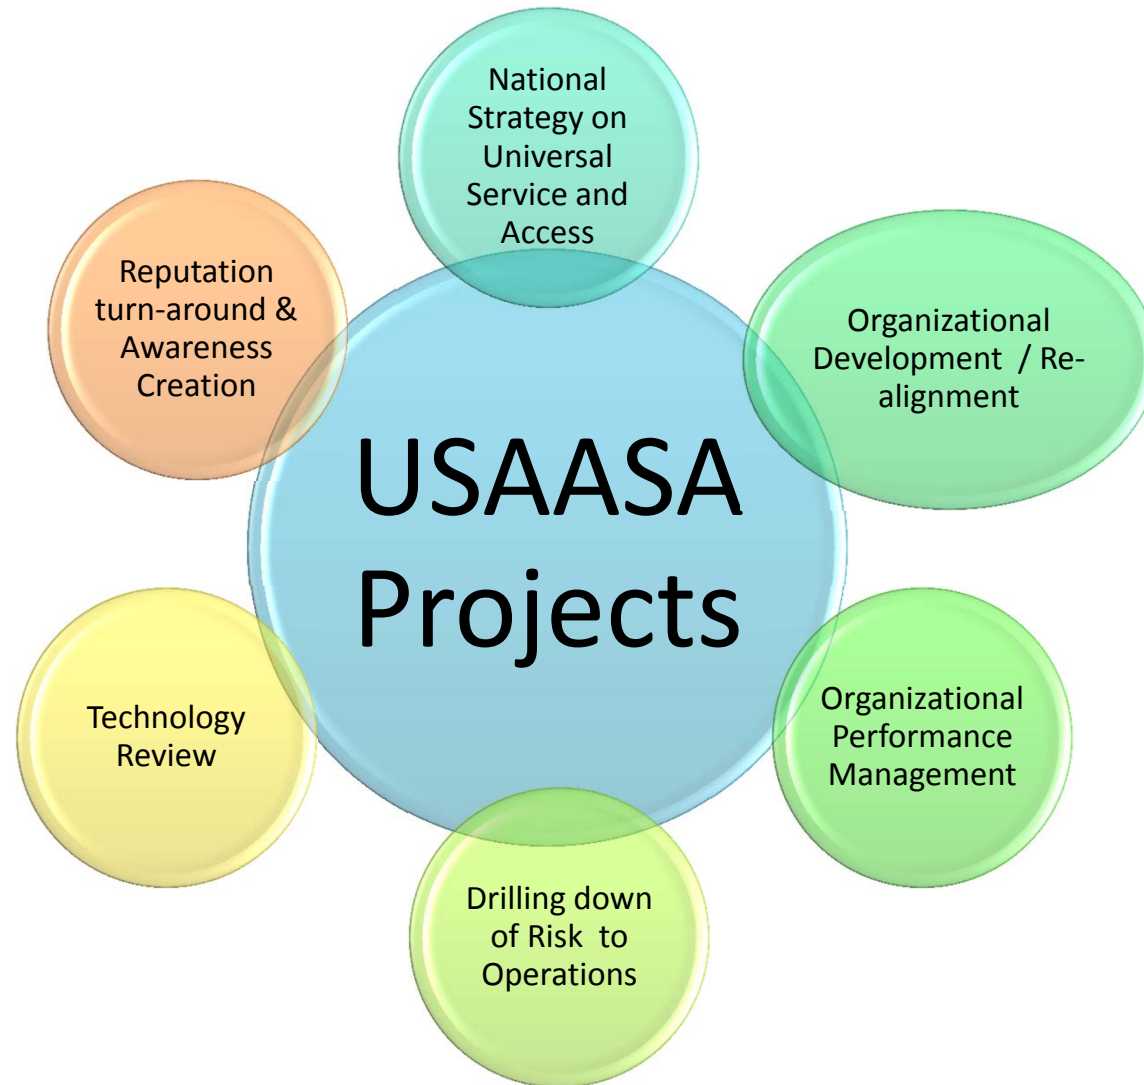 National
Strategy on
Universal
Service and
Access
Reputation
turn-around &
Awareness
Creation
Organizational
Development / Re-
alignment
USAASA
Projects
Technology
Review
Organizational
Performance
Management
Drilling down
of Risk to
Operations